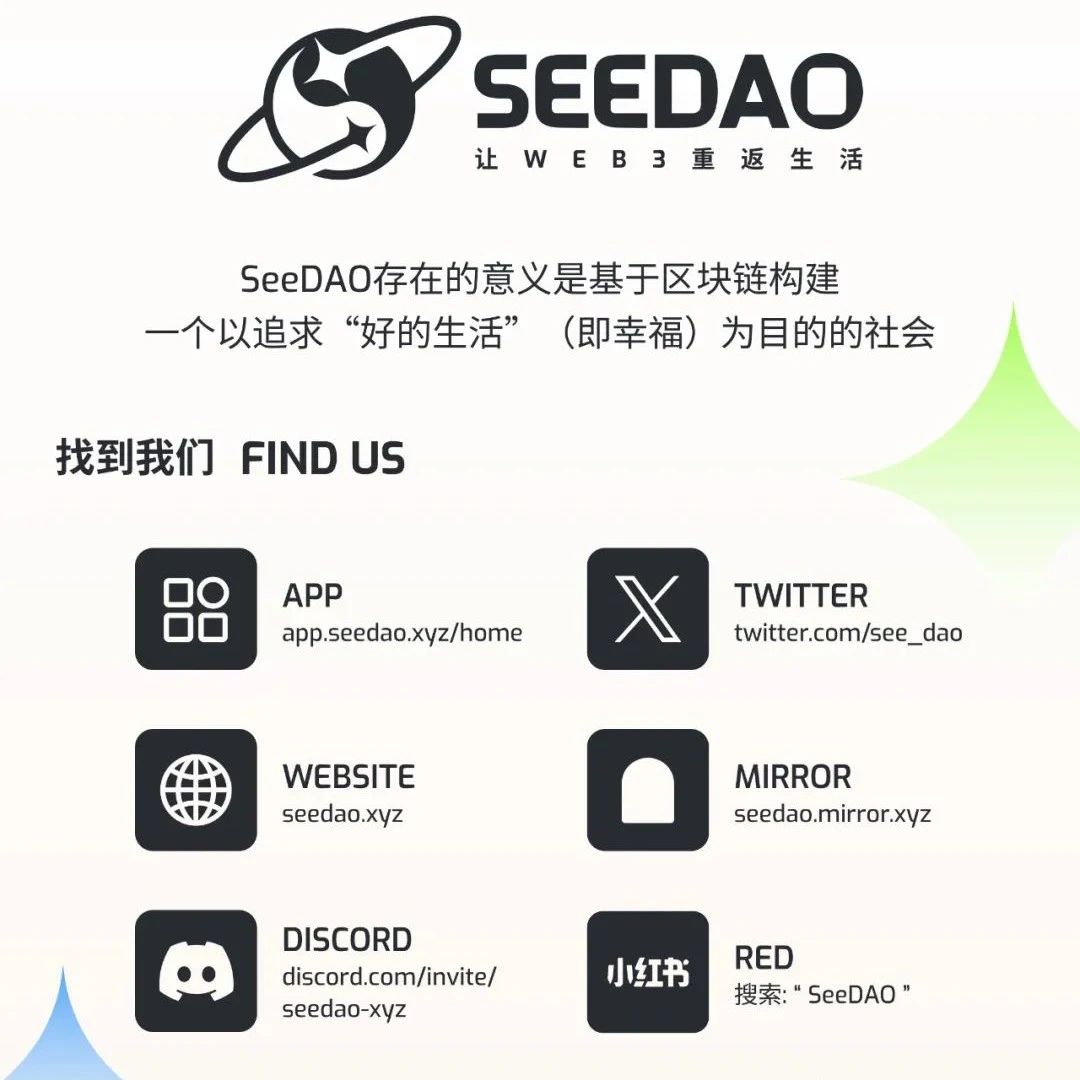 SEEDAO
让WEB3重返生活
SeeDAO存在的意义是基于区块链构建
一个以追求“好的生活”（即幸福）为目的的社会
找到我们 FIND US
APP
app.seedao.xyz/home
TWITTER
twitter.com/see_dao
WEBSITE
seedao.xyz
MIRROR
seedao.mirror.xyz
DISCORD
discord.com/invite/
seedao-xyz
小红书
RED
搜索: “ SeeDAO ”